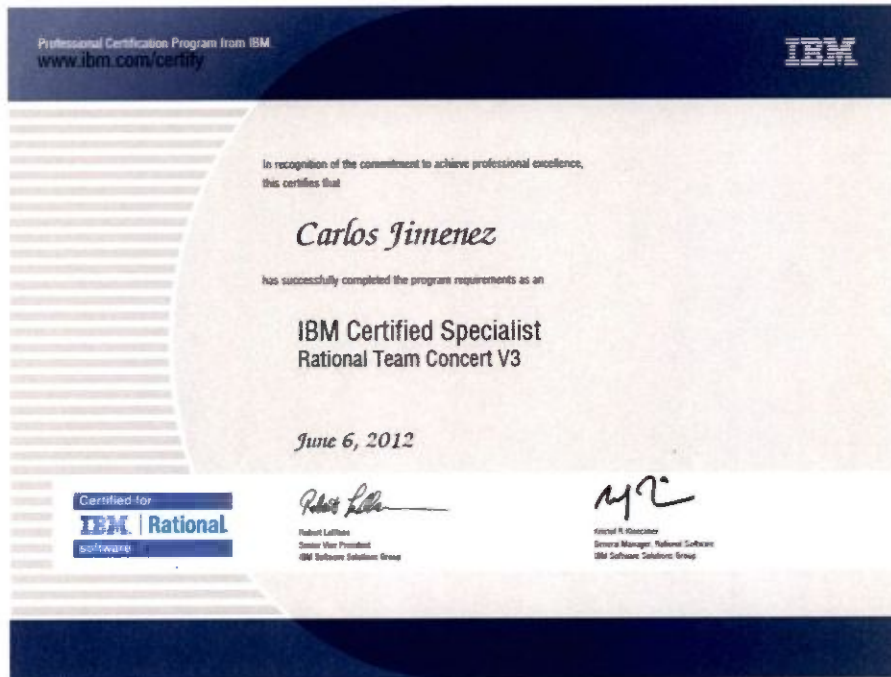 Professional Certification Program from IBM.
www.ibm.com/certify
IBM
In recognition of the commitment to achieve professional excellence,
this certifies that
Carlos Jimenez
has successfully completed the program requirements as an
IBM Certified Specialist
Rational Team Concert V3
June 6, 2012
Certified for
IBM. | Rational.
software
Robert
Senior Vice President
IBM Software Solutions Group
General Manager, Rational Software
IBM Software Solutions Group